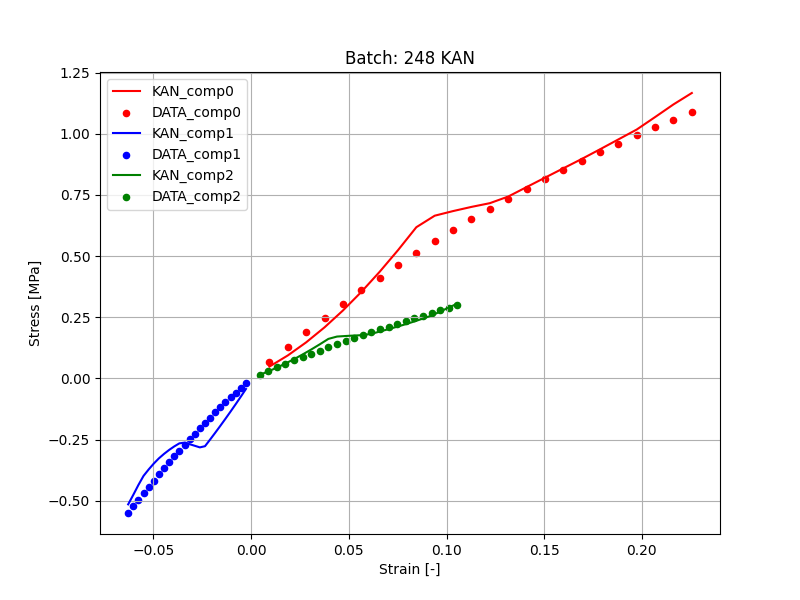 Batch: 248 KAN
KAN_comp0
DATA_comp0
KAN_comp1
DATA_comp1
KAN_comp2
DATA_comp2
1.25
1.00
0.75
0.50
0.25
0.00
−0.25
−0.50
Stress [MPa]
−0.05 0.00 0.05 0.10 0.15 0.20
Strain [-]